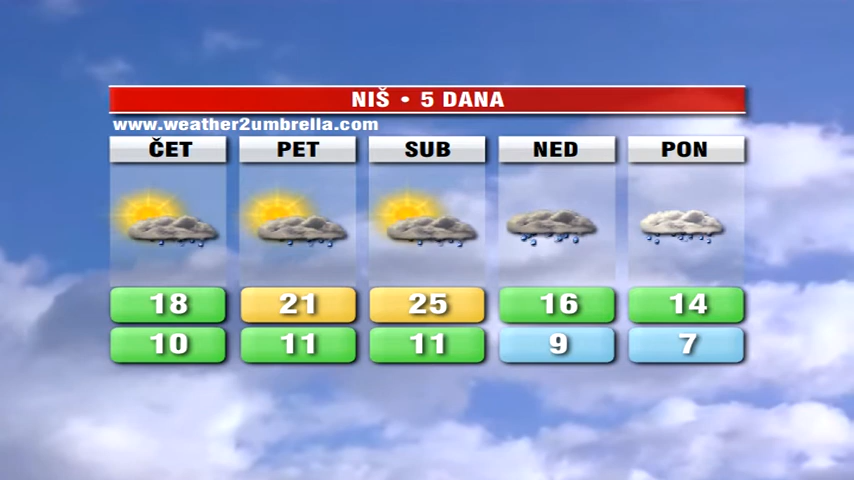 NIŠ • 5 DANA
www.weather2umbrella.com
ČET PET SUB NED PON
18 21 25 16 14
10 11 11 9 7